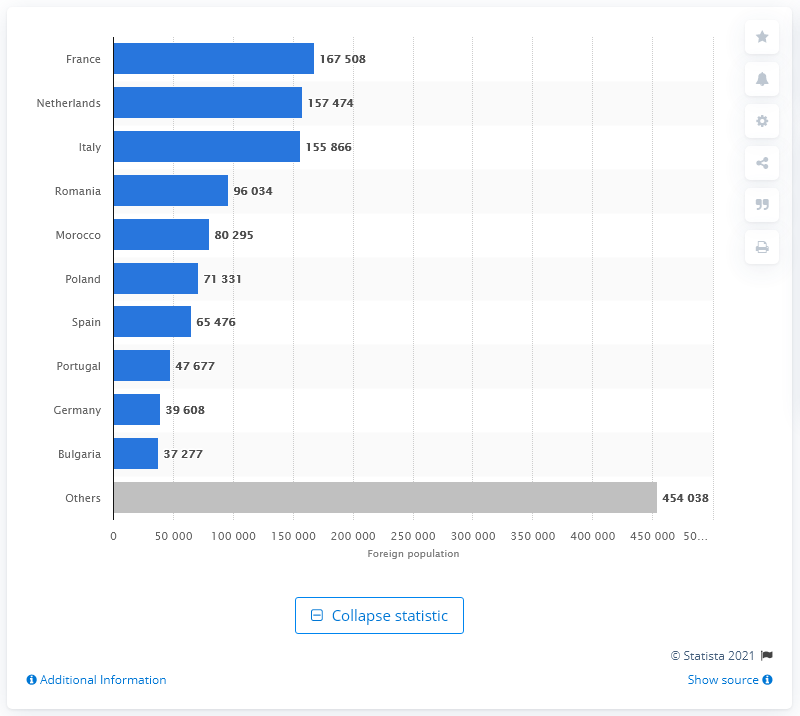 France 167 508
Netherlands 157 474
Italy 155 866
Romania 96 034
Morocco 80 295
Poland 71 331
Spain 65 476
Portugal 47 677
Germany 39 608
Bulgaria 37 277
Others 454 038
0 50 000 100 000 150 000 200 000 250 000 300 000 350 000 400 000 450 000 50...
Foreign population
Collapse statistic
© Statista 2021
Additional Information Show source